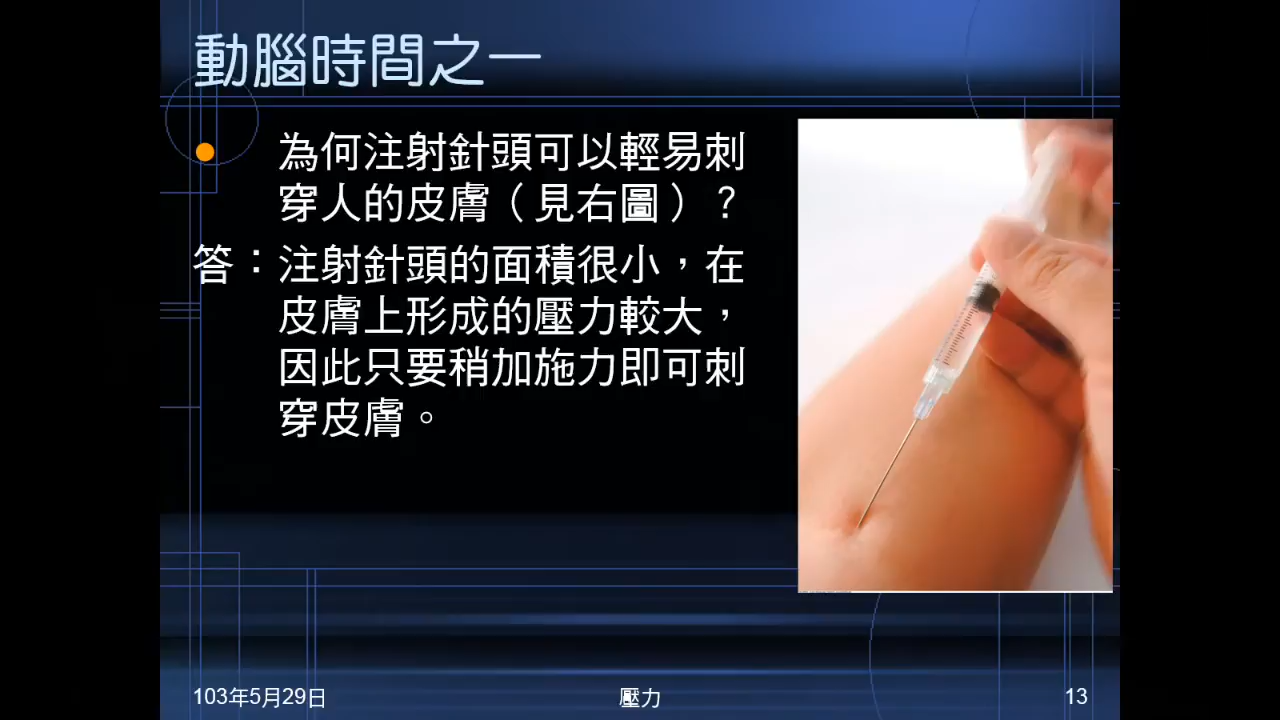 動腦時間之一
為何注射針頭可以輕易刺
穿人的皮膚（見右圖）？
答：注射針頭的面積很小，在
皮膚上形成的壓力較大，
因此只要稍加施力即可刺
穿皮膚。
103年5月29日
壓力
13